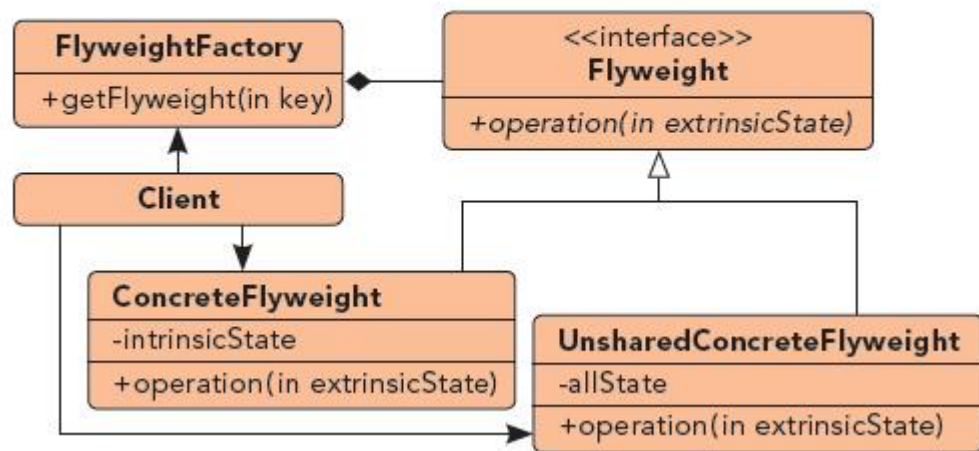 FlyweightFactory
+getFlyweight(in key)
<<interface>>
Flyweight
+operation(in extrinsicState)
Client
ConcreteFlyweight
-intrinsicState
+operation(in extrinsicState)
UnsharedConcreteFlyweight
-allState
+operation(in extrinsicState)